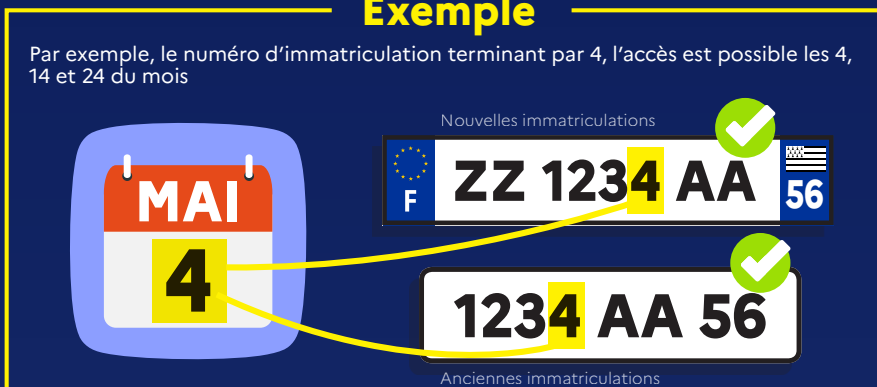 Exemple
Par exemple, le numéro d’immatriculation terminant par 4, l’accès est possible les 4,
14 et 24 du mois
Nouvelles immatriculations
MAI
4
F
ZZ 1234 AA
56
1234 AA 56
Anciennes immatriculations